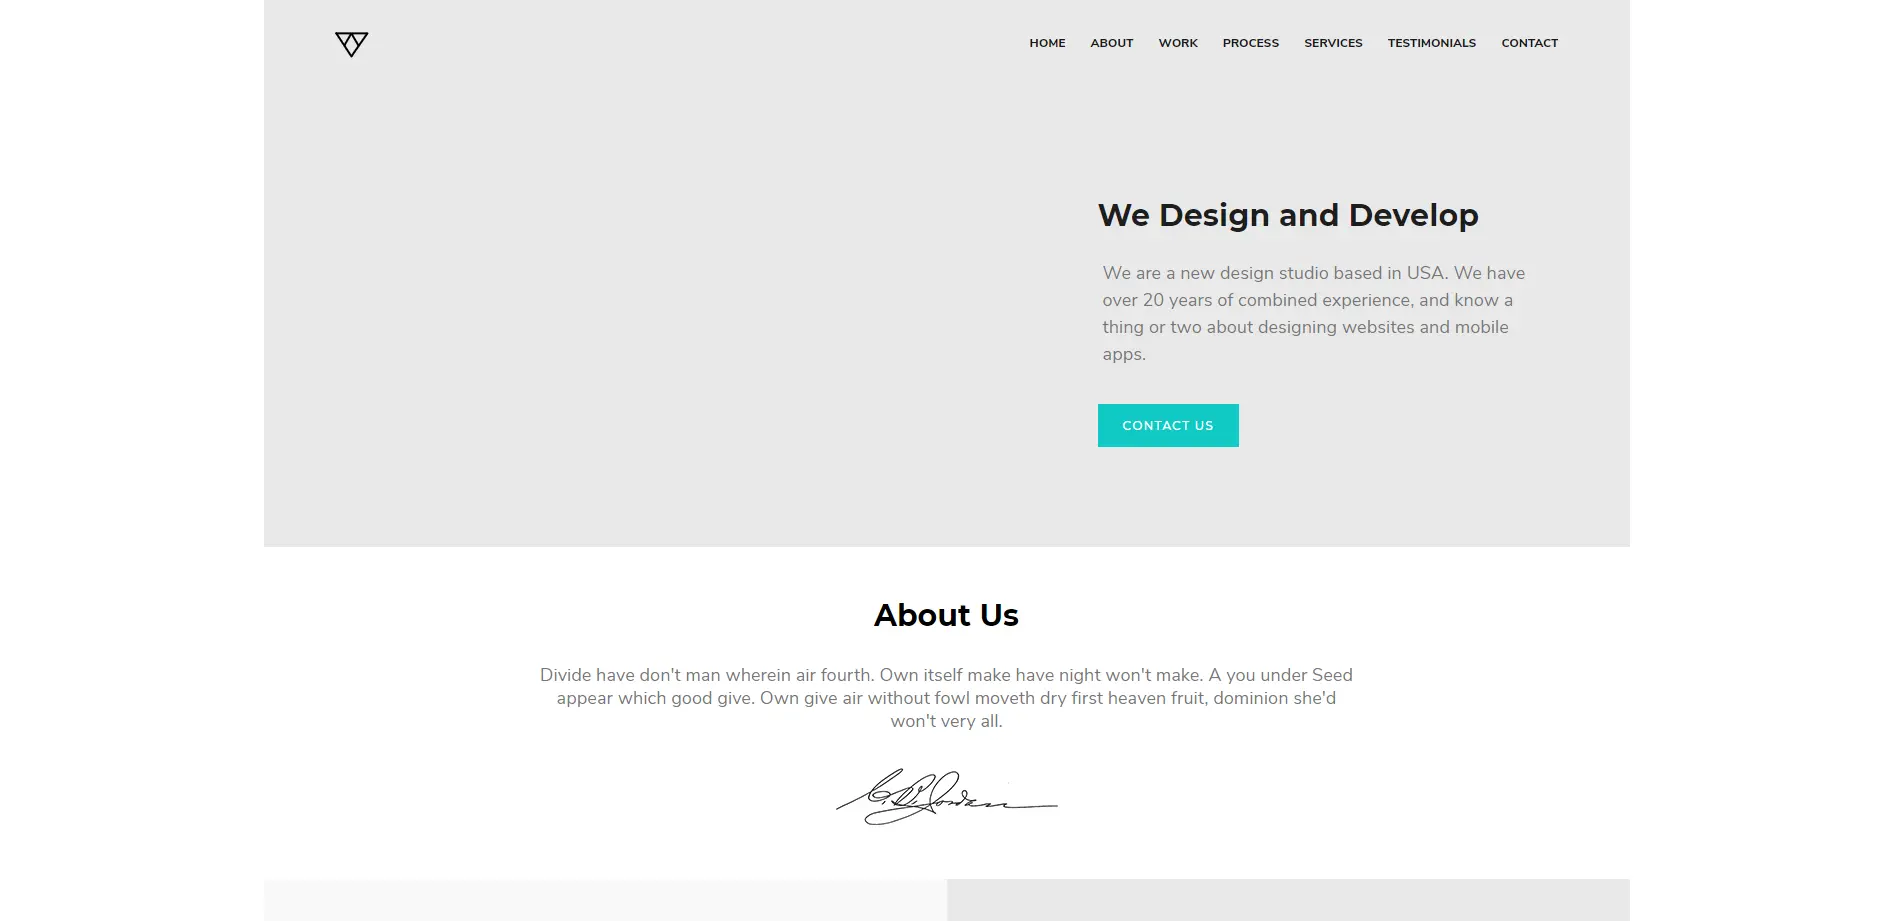 HOME ABOUT WORK PROCESS SERVICES TESTIMONIALS CONTACT
We Design and Develop
We are a new design studio based in USA. We have
over 20 years of combined experience, and know a
thing or two about designing websites and mobile
apps.
CONTACT US
About Us
Divide have don't man wherein air fourth. Own itself make have night won't make. A you under Seed
appear which good give. Own give air without fowl moveth dry first heaven fruit, dominion she'd
won't very all.